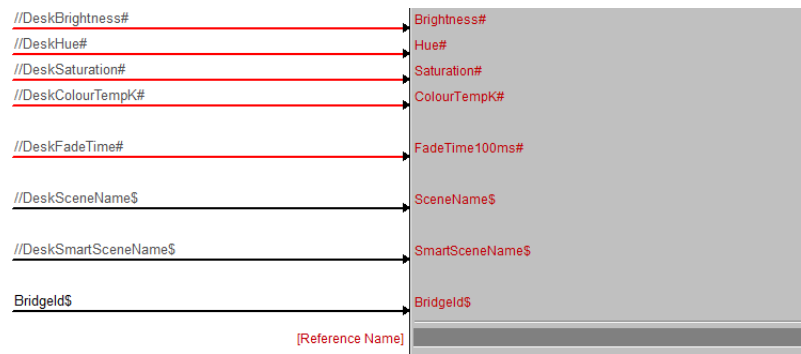 //DeskBrightness# Brightness#
//DeskHue# Hue#
//DeskSaturation# Saturation#
//DeskColourTempK# ColourTempK#
//DeskFadeTime# FadeTime100ms#
//DeskSceneName$ SceneName$
//DeskSmartSceneName$ SmartSceneName$
BridgeId$ BridgeId$
[Reference Name]